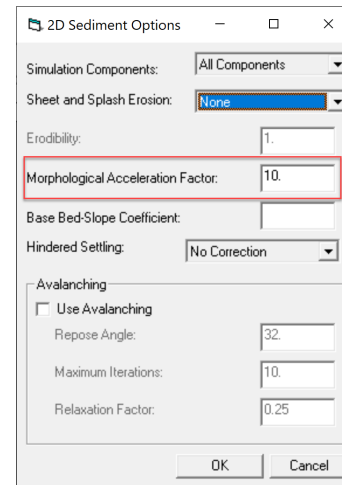 2D Sediment Options
Simulation Components: All Components
Sheet and Splash Erosion: None
Erodibility: 1.
Morphological Acceleration Factor: 10.
Base Bed-Slope Coefficient:
Hindered Settling: No Correction
Avalanching
Use Avalanching
Repose Angle: 32.
Maximum Iterations: 10.
Relaxation Factor: 0.25
OK Cancel